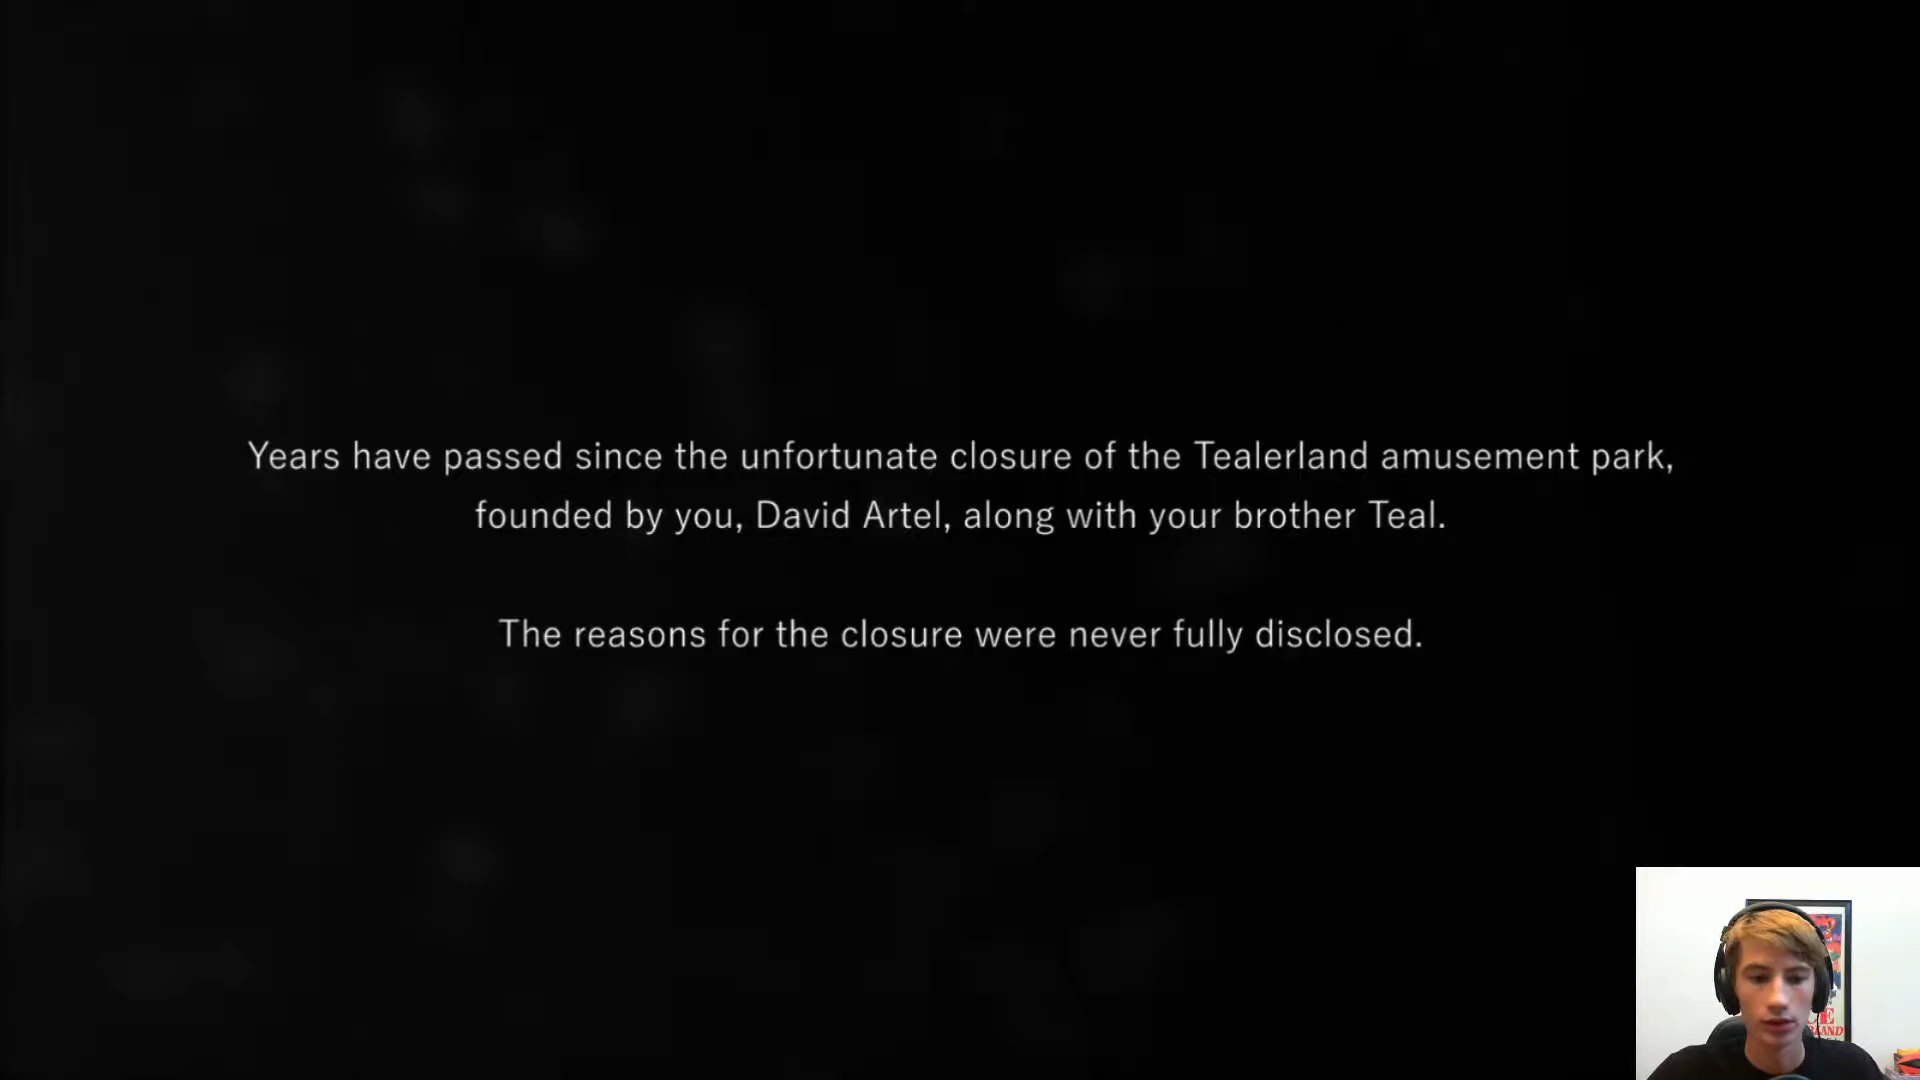 Years have passed since the unfortunate closure of the Tealerland amusement park,
founded by you, David Artel, along with your brother Teal.
The reasons for the closure were never fully disclosed.